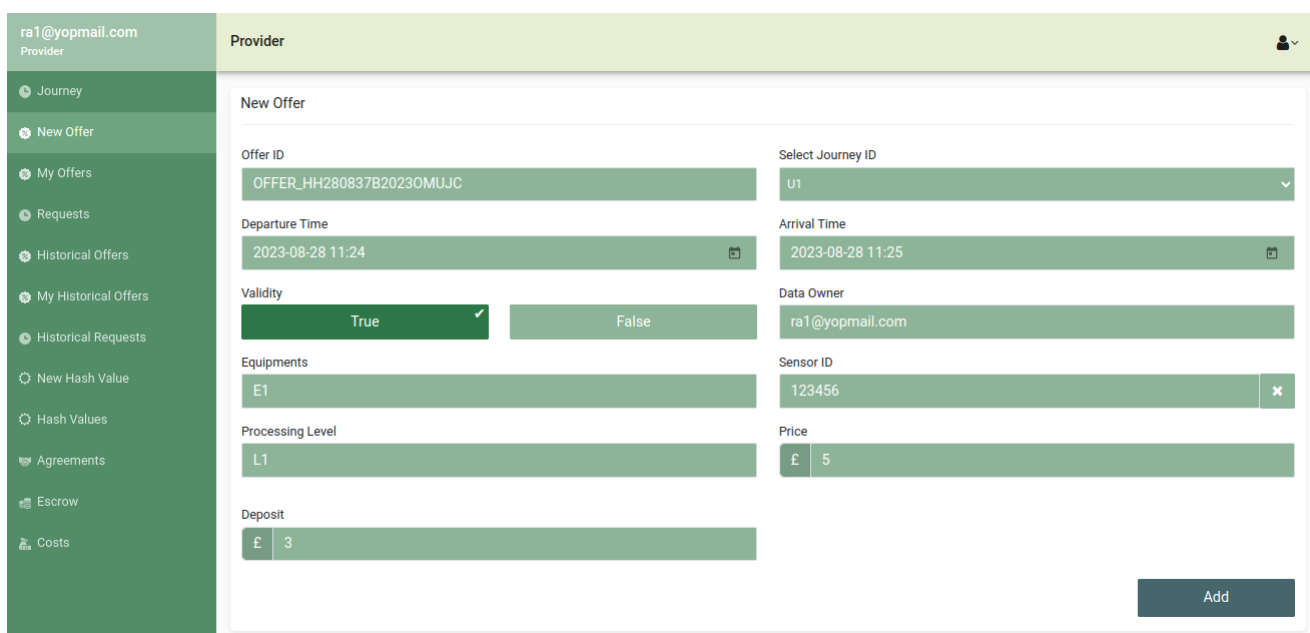 ra1@yopmail.com
Provider
Provider
Journey
New Offer
My Offers
Requests
Historical Offers
My Historical Offers
Historical Requests
New Hash Value
Hash Values
Agreements
Escrow
Costs
New Offer
Offer ID
OFFER_HH280837B2023OMUJC
Select Journey ID
U1
Departure Time
2023-08-28 11:24
Arrival Time
2023-08-28 11:25
Validity
True
False
Data Owner
ra1@yopmail.com
Equipments
E1
Sensor ID
123456
Processing Level
L1
Price
£ 5
Deposit
£ 3
Add